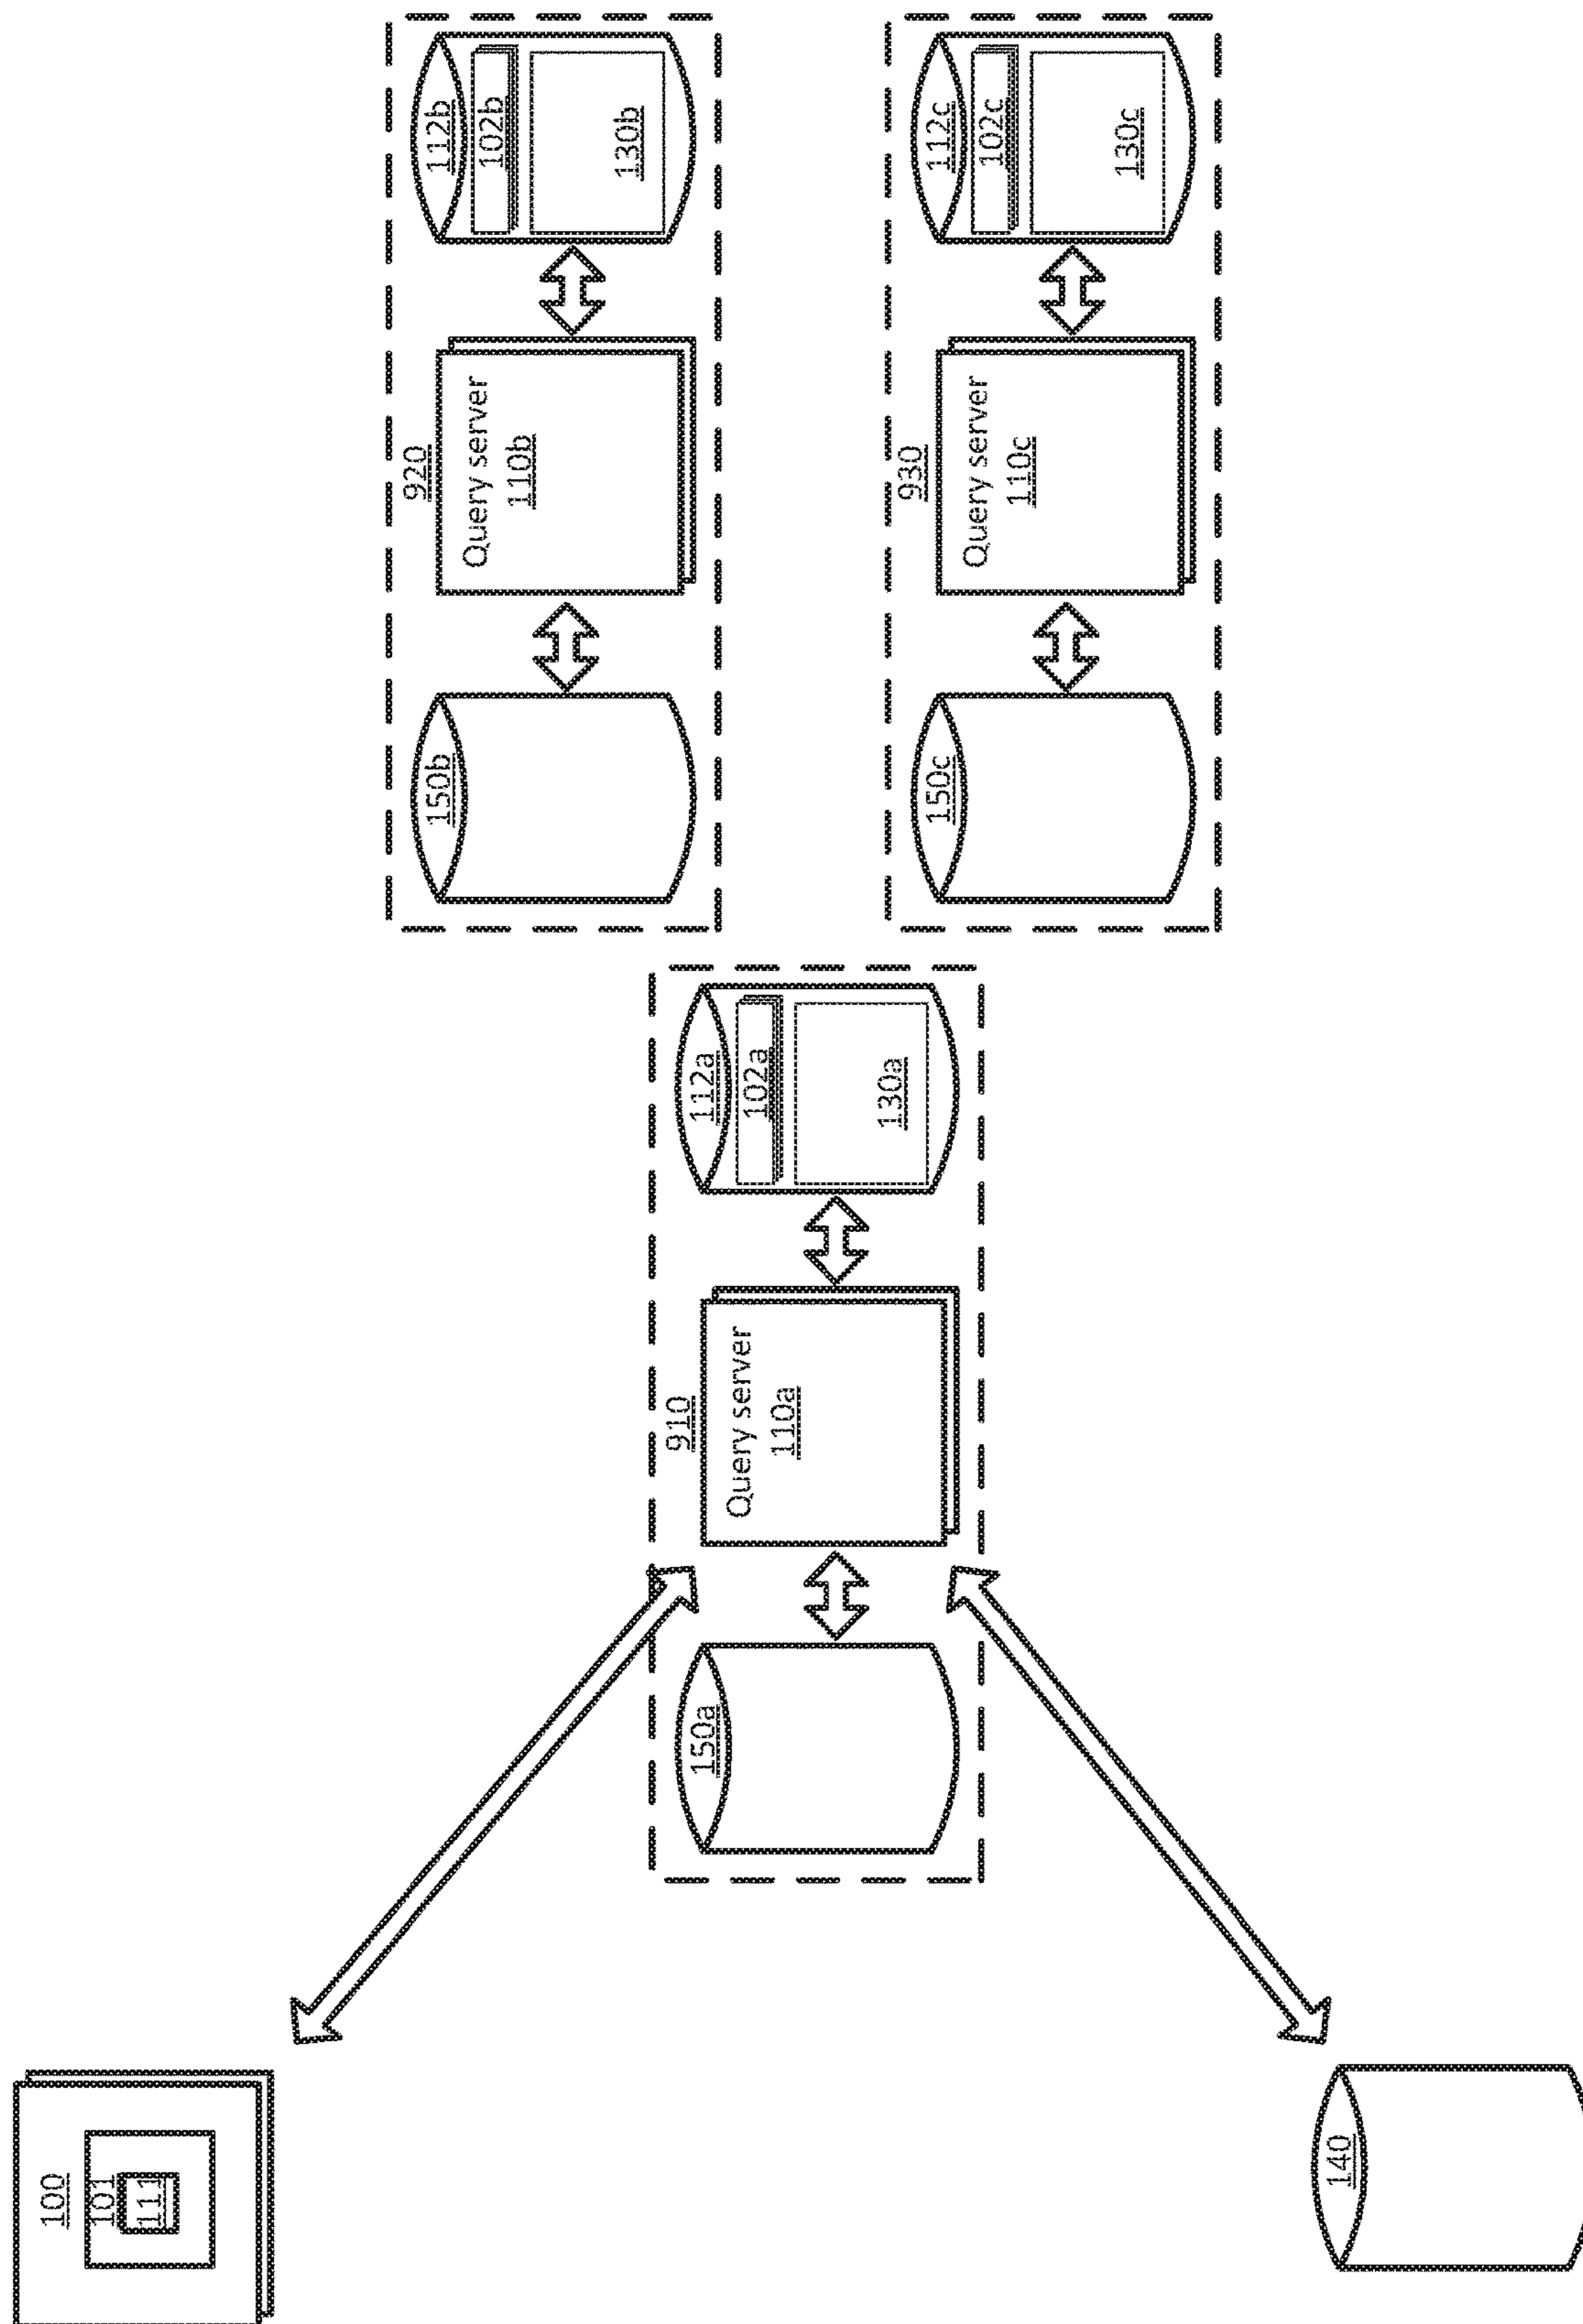 100
101
111
140
910
150a
Query server
110a
112a
102a
130a
920
150b
Query server
110b
112b
102b
130b
930
150c
Query server
110c
112c
102c
130c